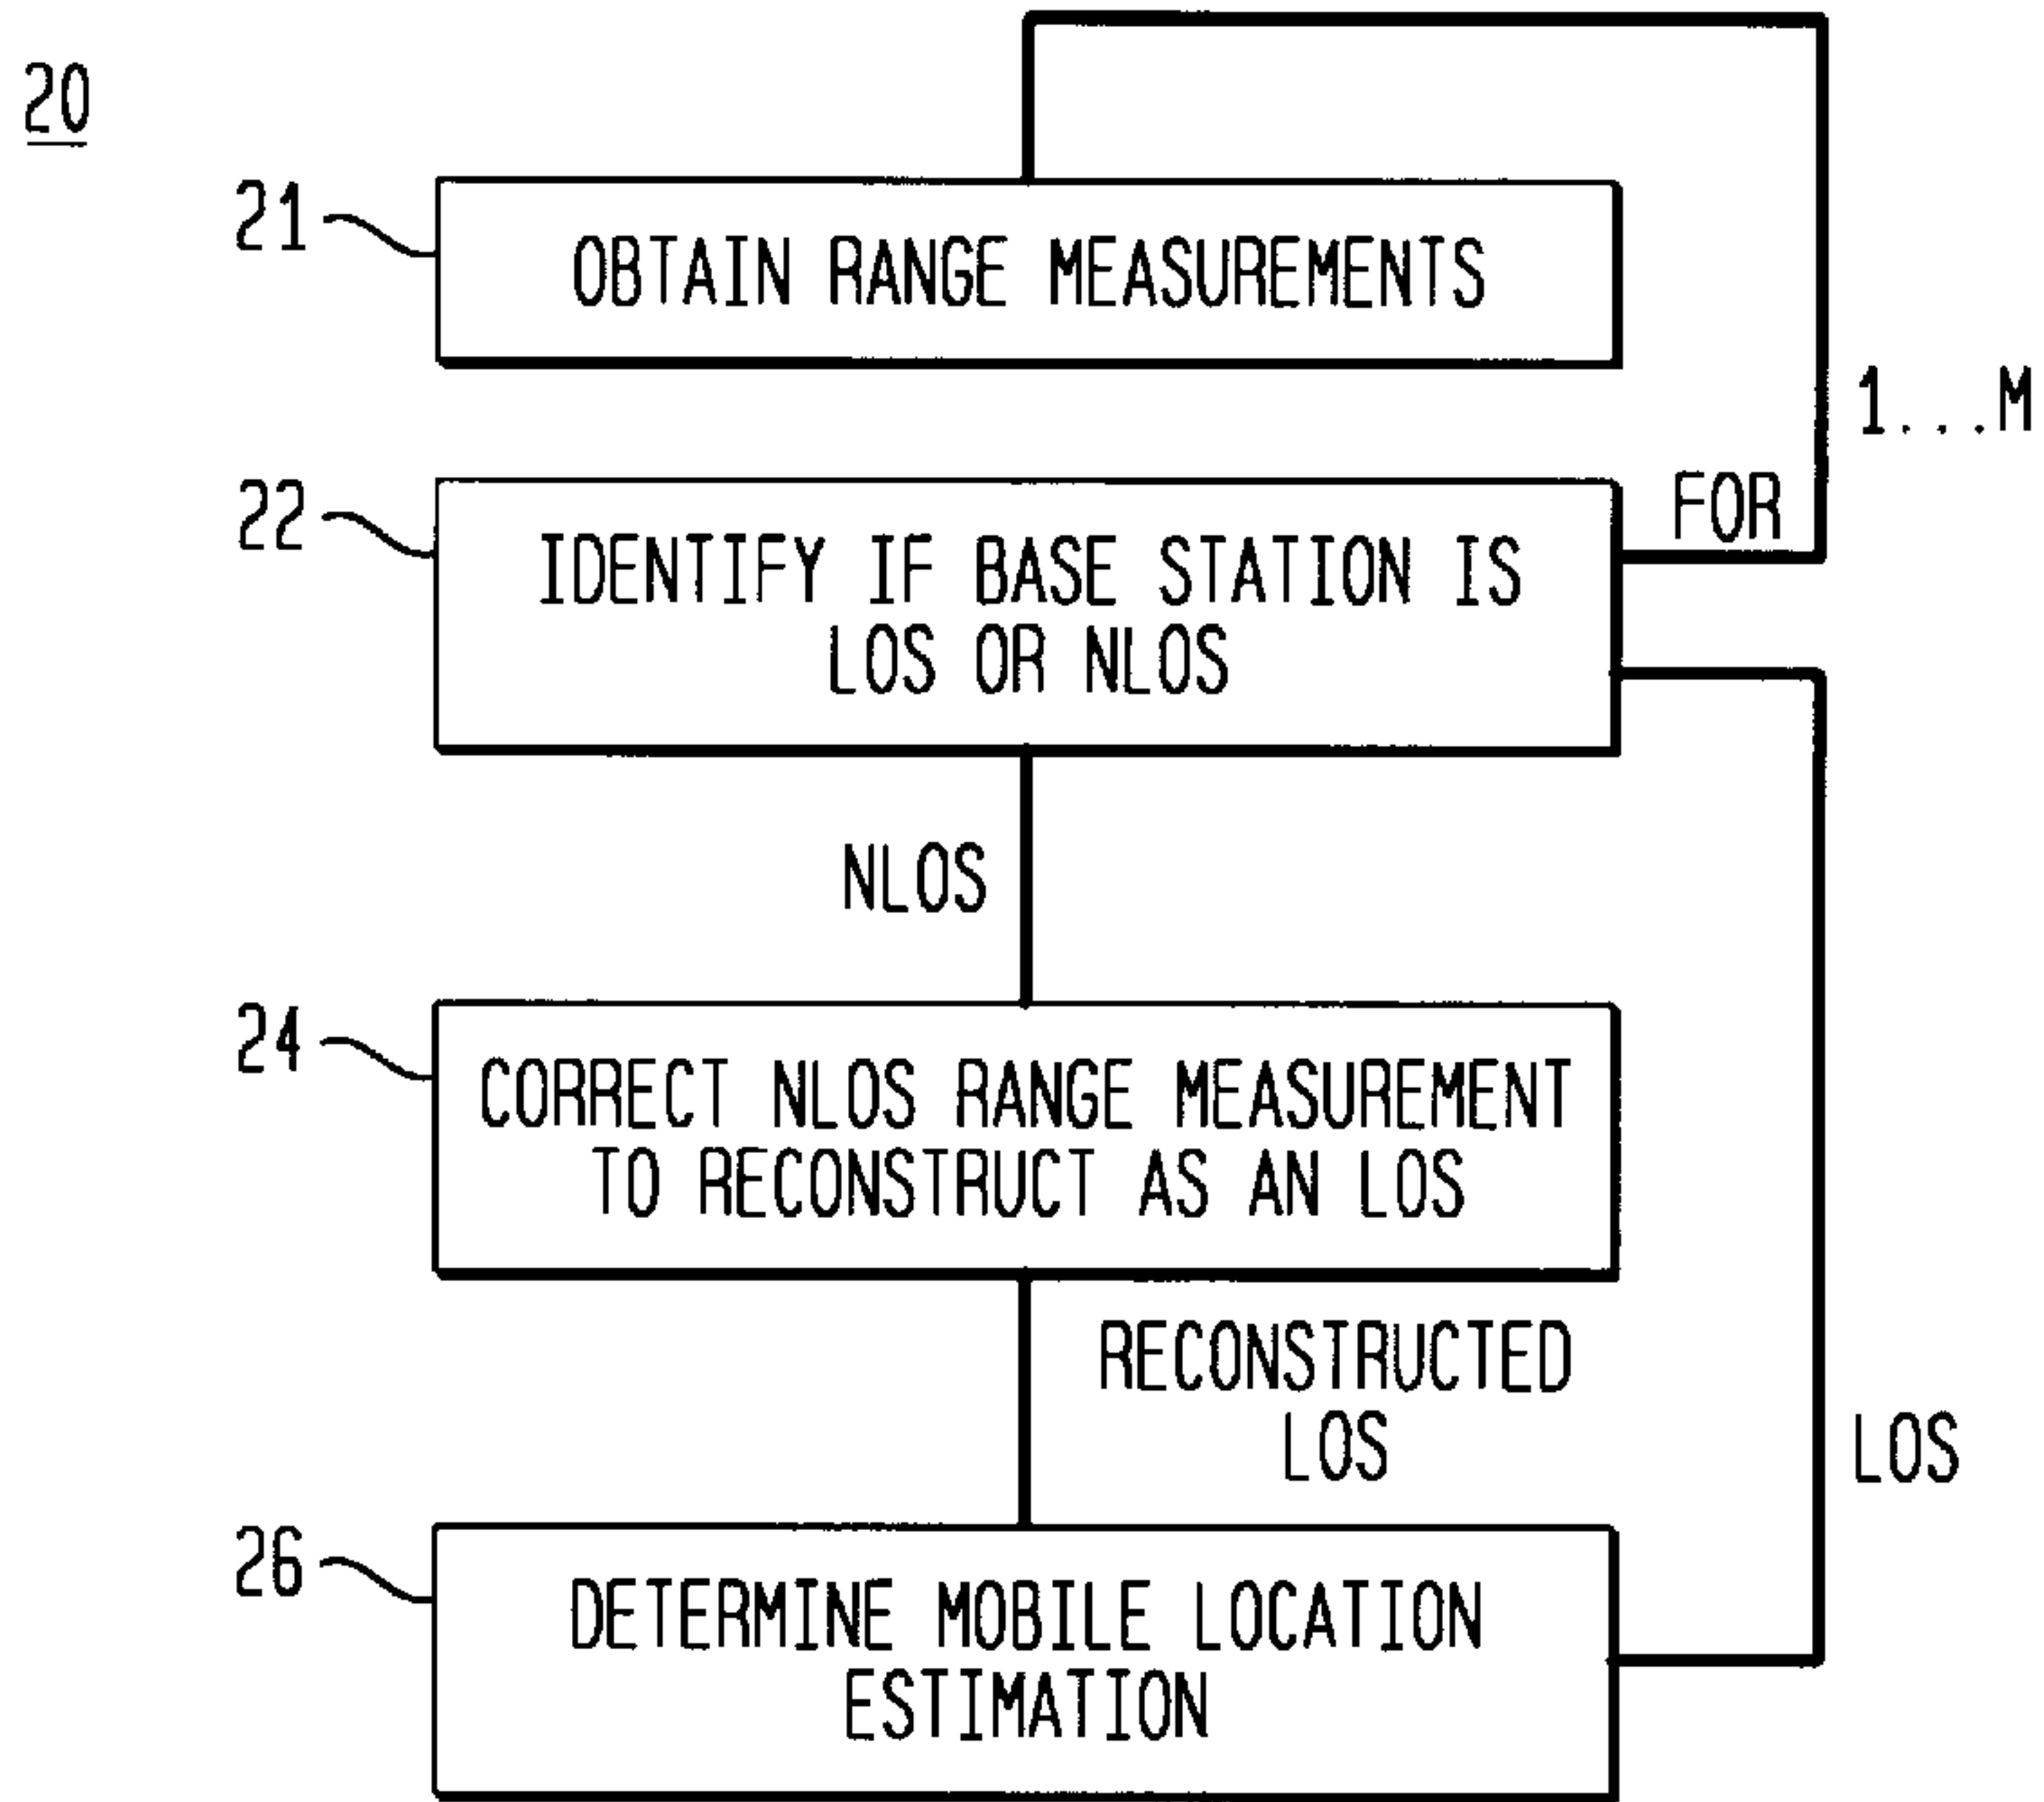 20
21
OBTAIN RANGE MEASUREMENTS
1...M
22
FOR
IDENTIFY IF BASE STATION IS
LOS OR NLOS
NLOS
24
CORRECT NLOS RANGE MEASUREMENT
TO RECONSTRUCT AS AN LOS
RECONSTRUCTED
LOS
LOS
26
DETERMINE MOBILE LOCATION
ESTIMATION